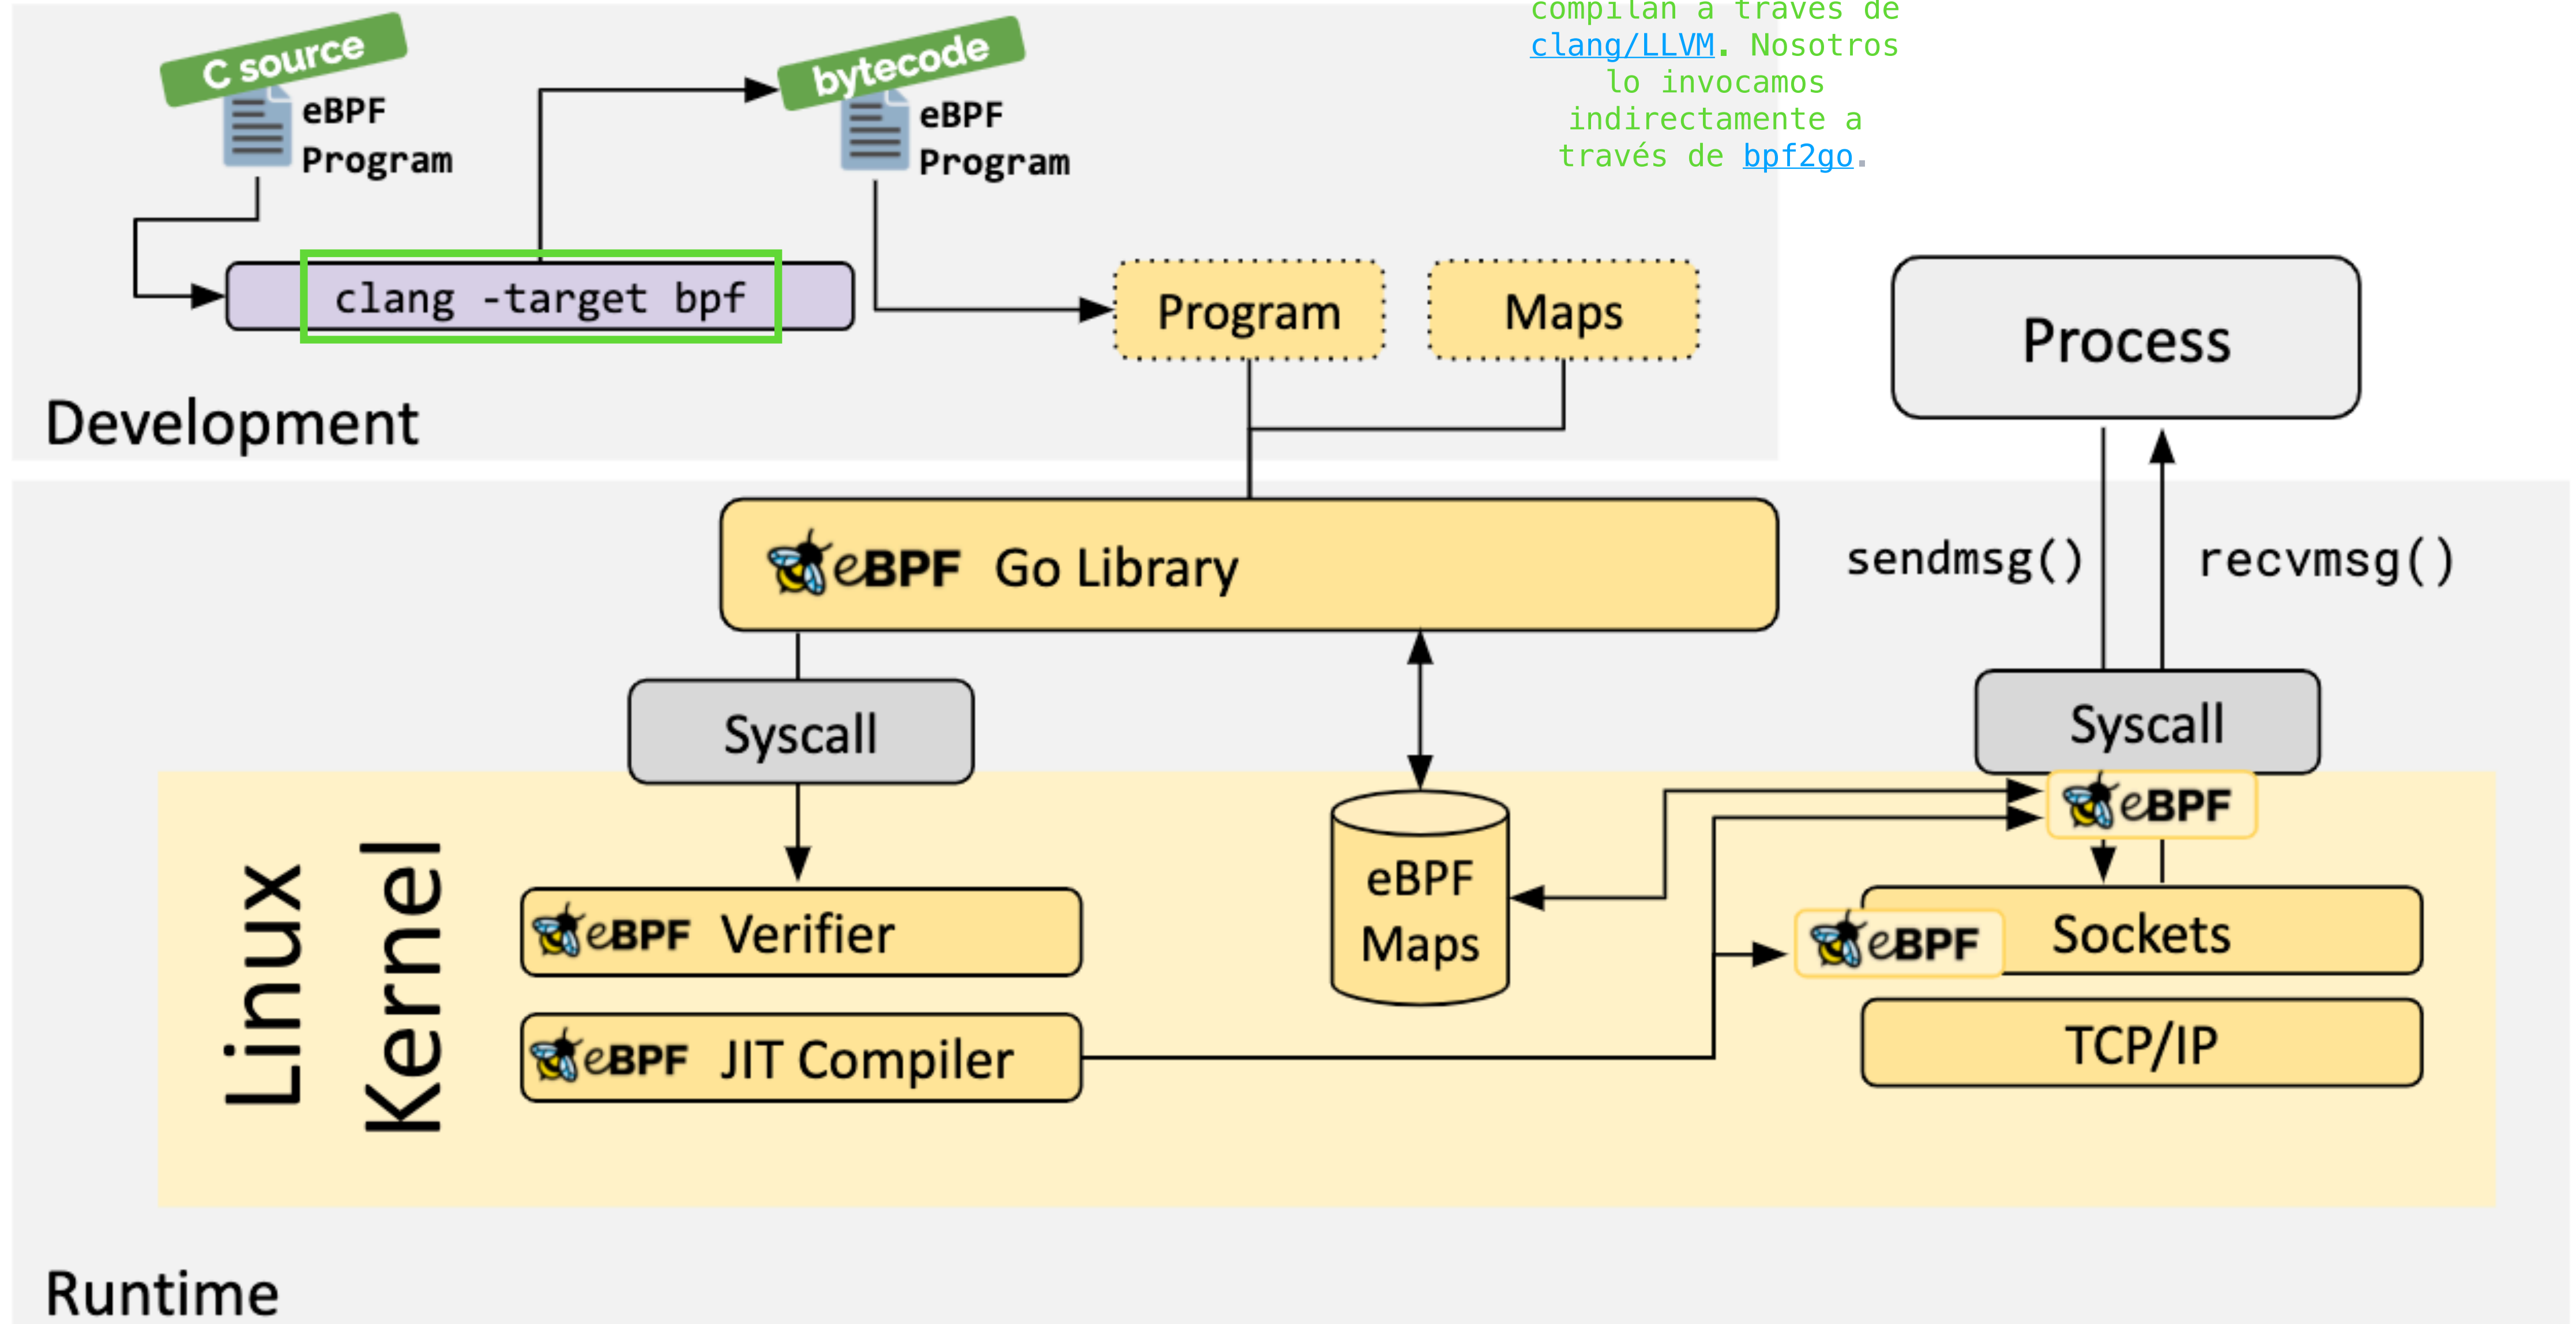 compilan a través de
clang/LLVM. Nosotros
lo invocamos
indirectamente a
través de bpf2go.
C source
eBPF
Program
bytecode
eBPF
Program
clang -target bpf
Program
Maps
Process
Development
eBPF Go Library
sendmsg()
recvmsg()
Syscall
Syscall
eBPF
Linux
Kernel
eBPF Verifier
eBPF
Maps
eBPF
Sockets
eBPF JIT Compiler
TCP/IP
Runtime